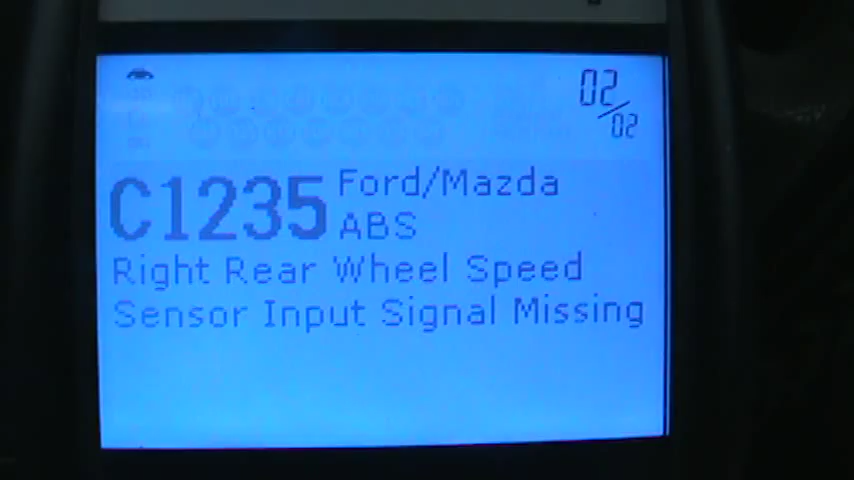 02/02
C1235 Ford/Mazda
ABS
Right Rear Wheel Speed
Sensor Input Signal Missing